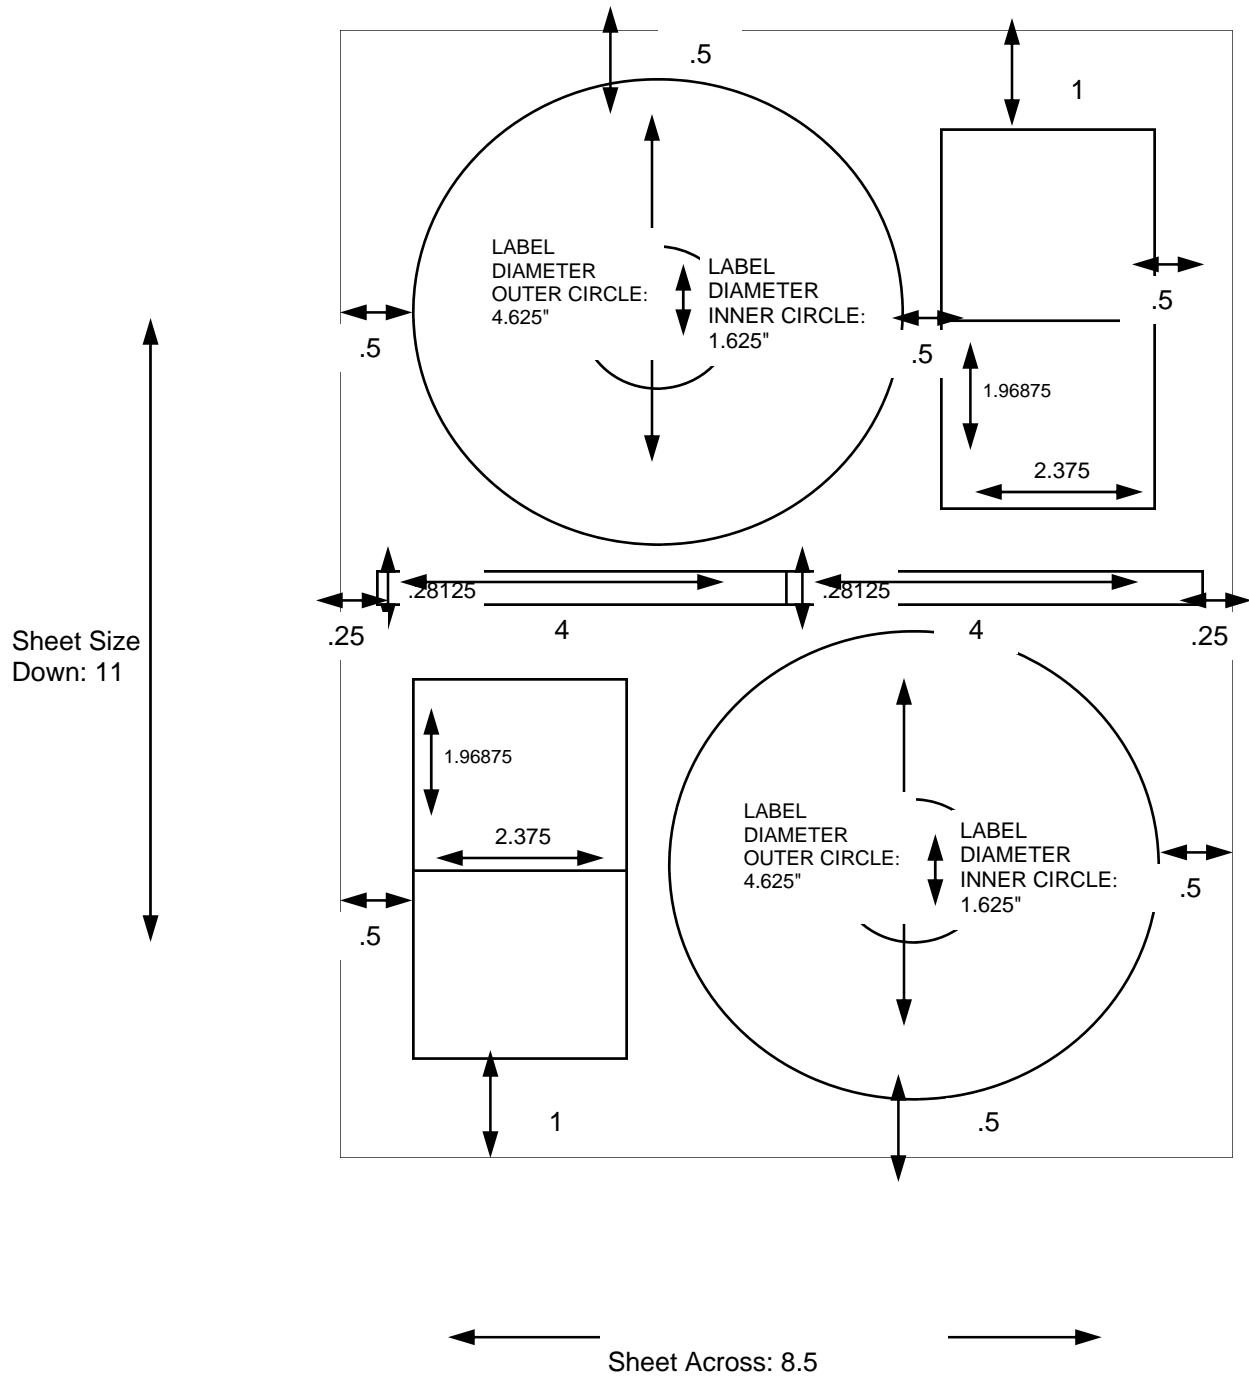 .5
1
LABEL
DIAMETER
OUTER CIRCLE:
4.625"
LABEL
DIAMETER
INNER CIRCLE:
1.625"
.5
.5
.5
1.96875
2.375
.28125
.28125
.25
4
4
.25
Sheet Size
Down: 11
1.96875
2.375
LABEL
DIAMETER
OUTER CIRCLE:
4.625"
LABEL
DIAMETER
INNER CIRCLE:
1.625"
.5
.5
1
.5
Sheet Across: 8.5